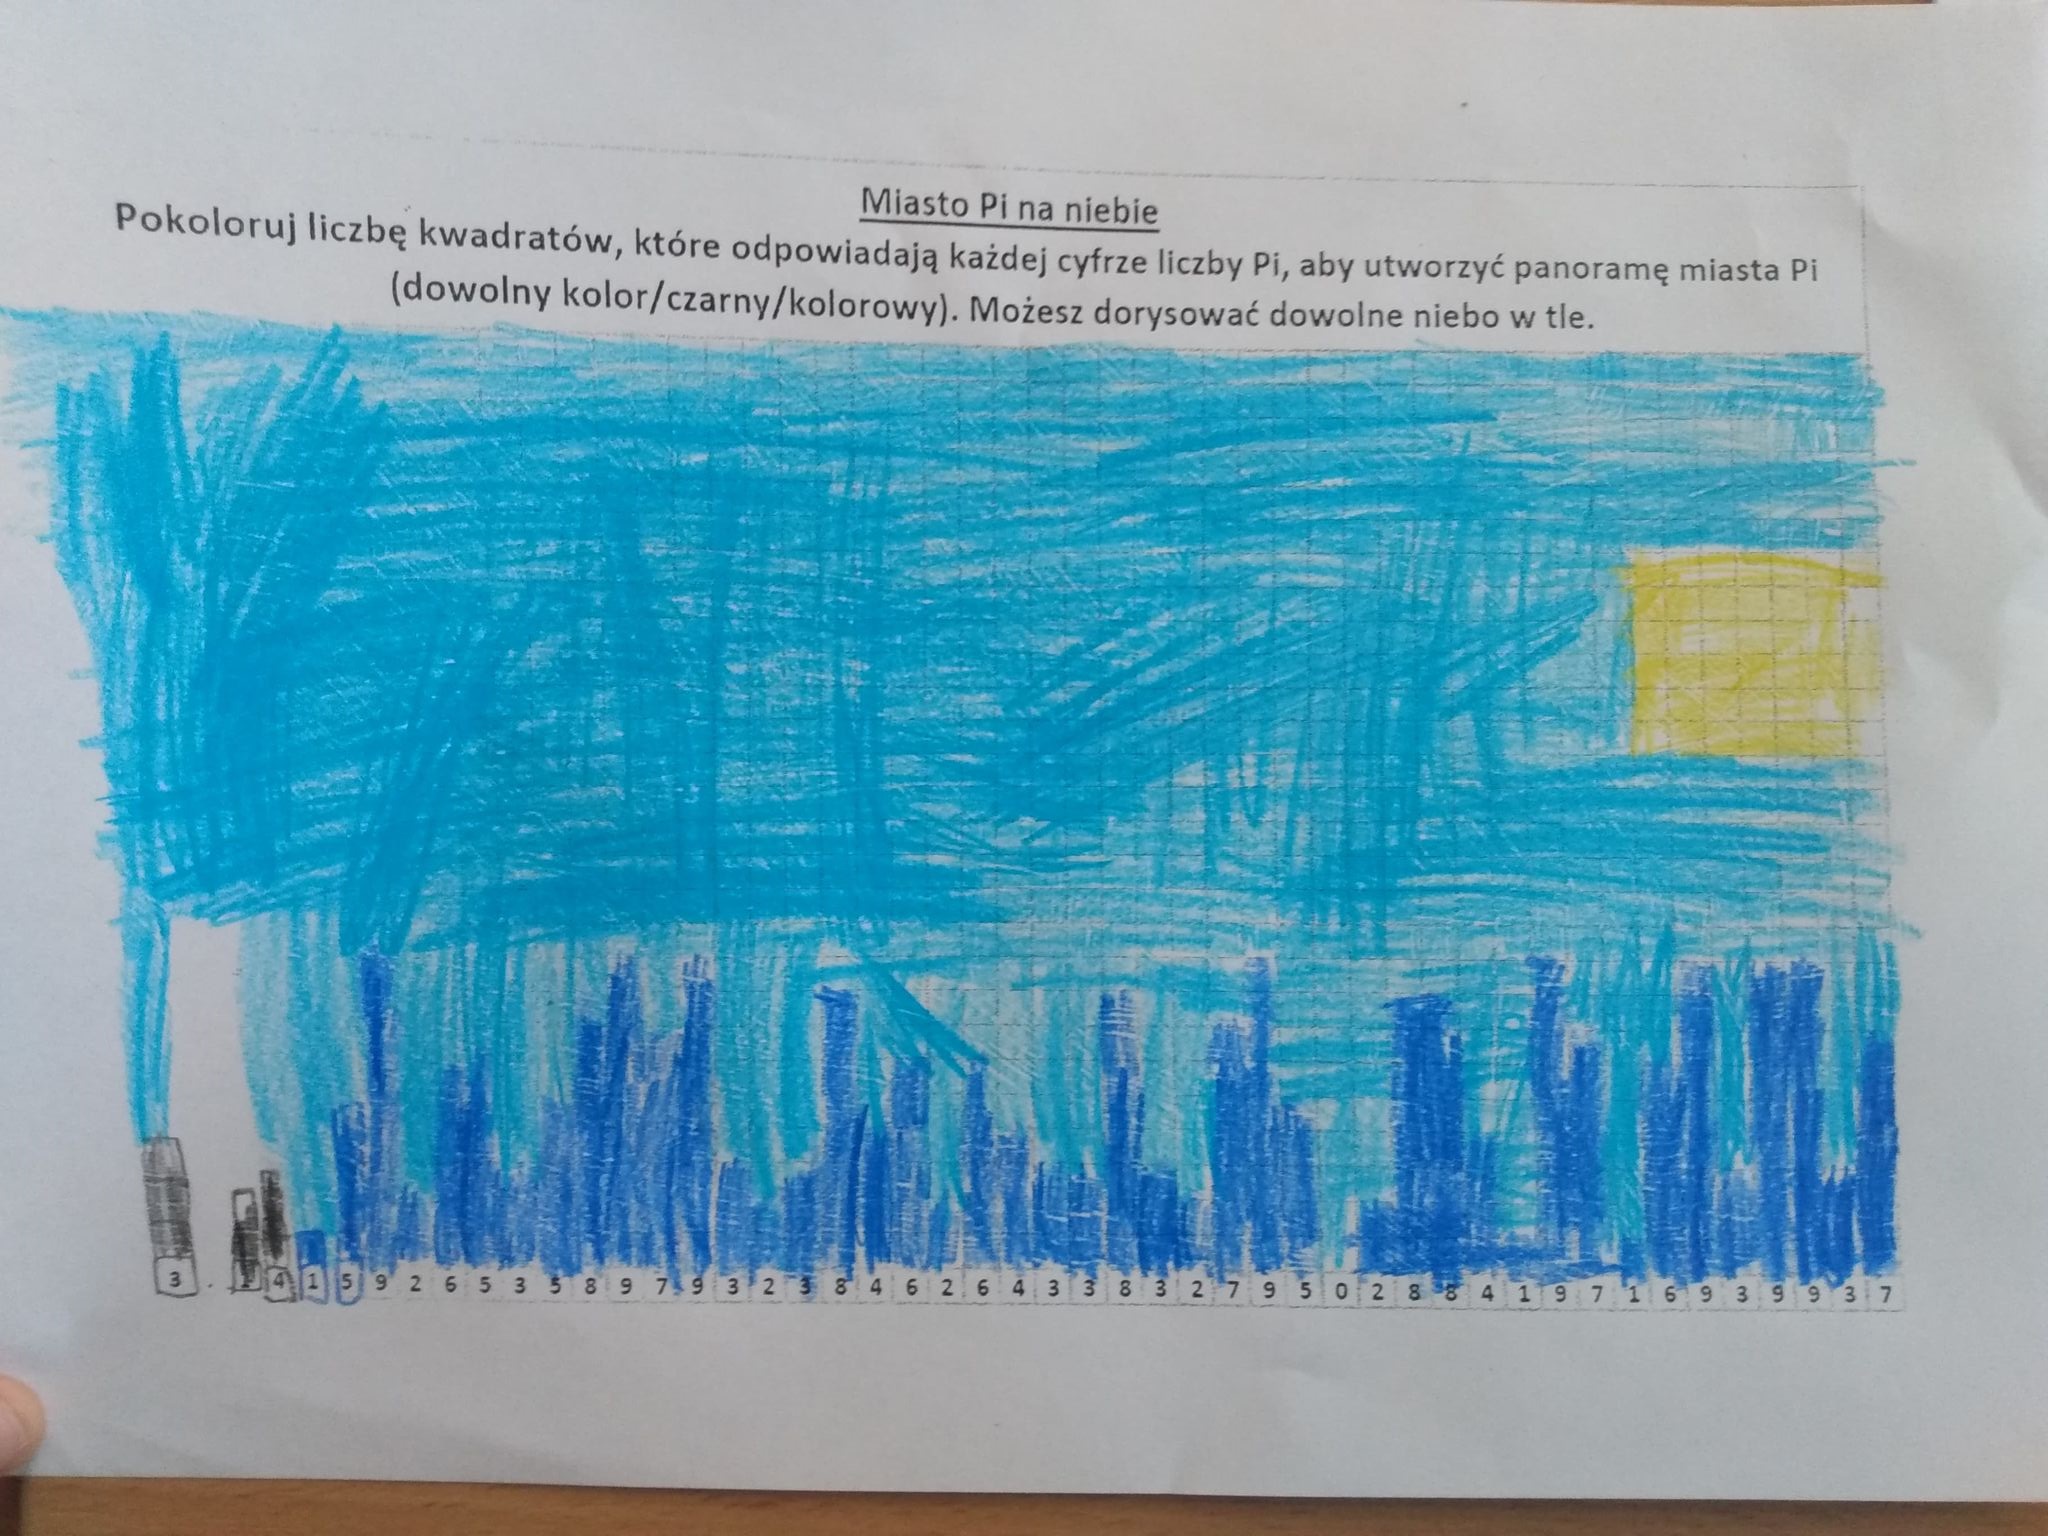 Miasto Pi na niebie
Pokoloruj liczbę kwadratów, które odpowiadają każdej cyfrze liczby Pi, aby utworzyć panoramę miasta Pi
(dowolny kolor/czarny/kolorowy). Możesz dorysować dowolne niebo w tle.
3 . 1 4 1 5 9 2 6 5 3 5 8 9 7 9 3 2 3 8 4 6 2 6 4 3 3 8 3 2 7 9 5 0 2 8 8 4 1 9 7 1 6 9 3 9 9 3 7